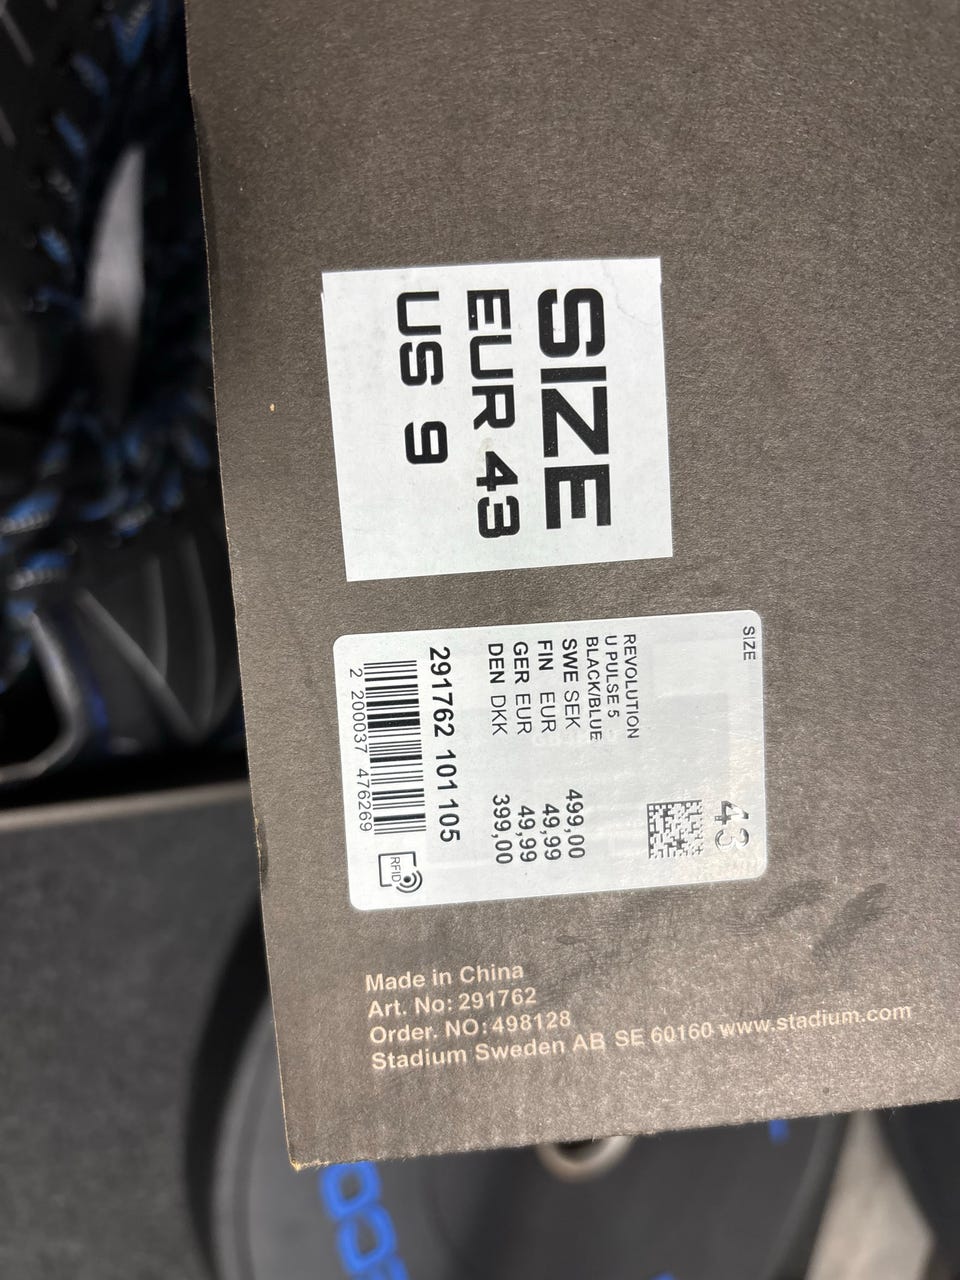 SIZE
EUR 43
US 9
SIZE
43
REVOLUTION
U PULSE 5
BLACK/BLUE
SWE SEK 499,00
FIN EUR 49,99
GER EUR 49,99
DEN DKK 399,00
291762 101 105
2 200037 476269
RFID
Made in China
Art. No: 291762
Order. NO: 498128
Stadium Sweden AB SE 60160 www.stadium.com